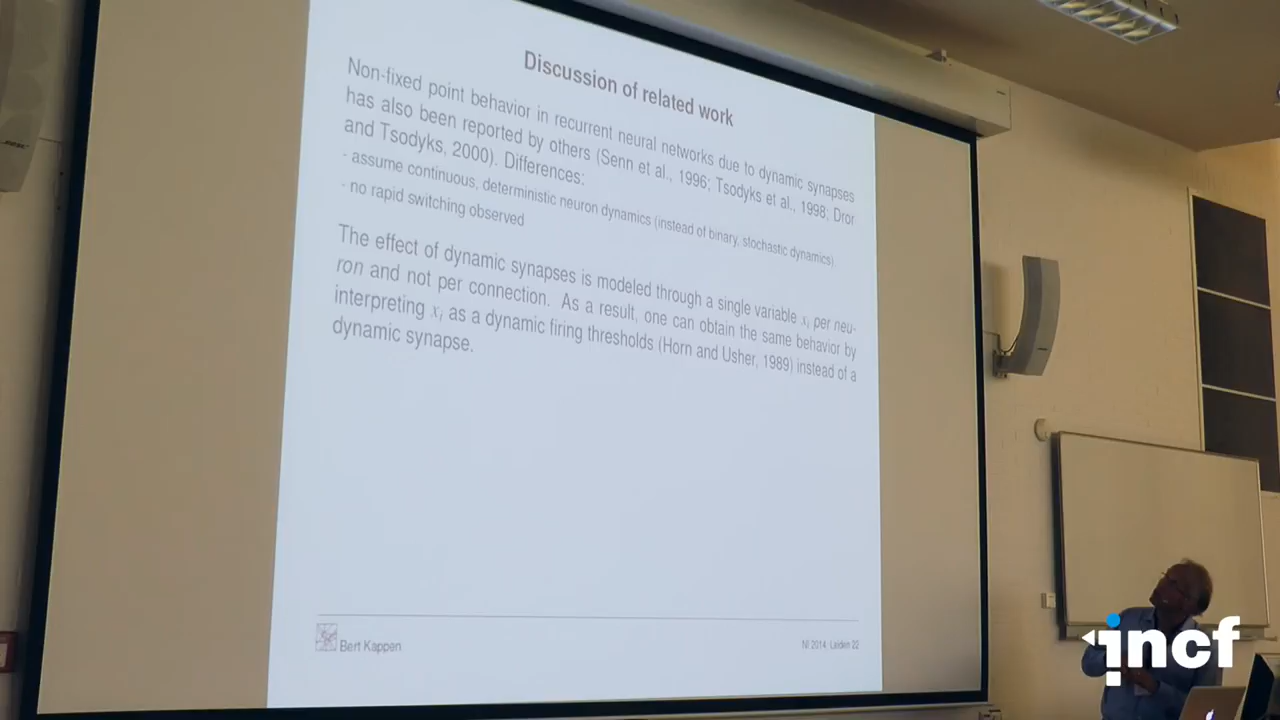 Discussion of related work
Non-fixed point behavior in recurrent neural networks due to dynamic synapses
has also been reported by others (Senn et al., 1996; Tsodyks et al., 1998; Dror
and Tsodyks, 2000). Differences:
- assume continuous, deterministic neuron dynamics (instead of binary, stochastic dynamics).
- no rapid switching observed
The effect of dynamic synapses is modeled through a single variable xᵢ per neu-
ron and not per connection. As a result, one can obtain the same behavior by
interpreting xᵢ as a dynamic firing thresholds (Horn and Usher, 1989) instead of a
dynamic synapse.
Bert Kappen
NI 2014, Leiden 22
incf